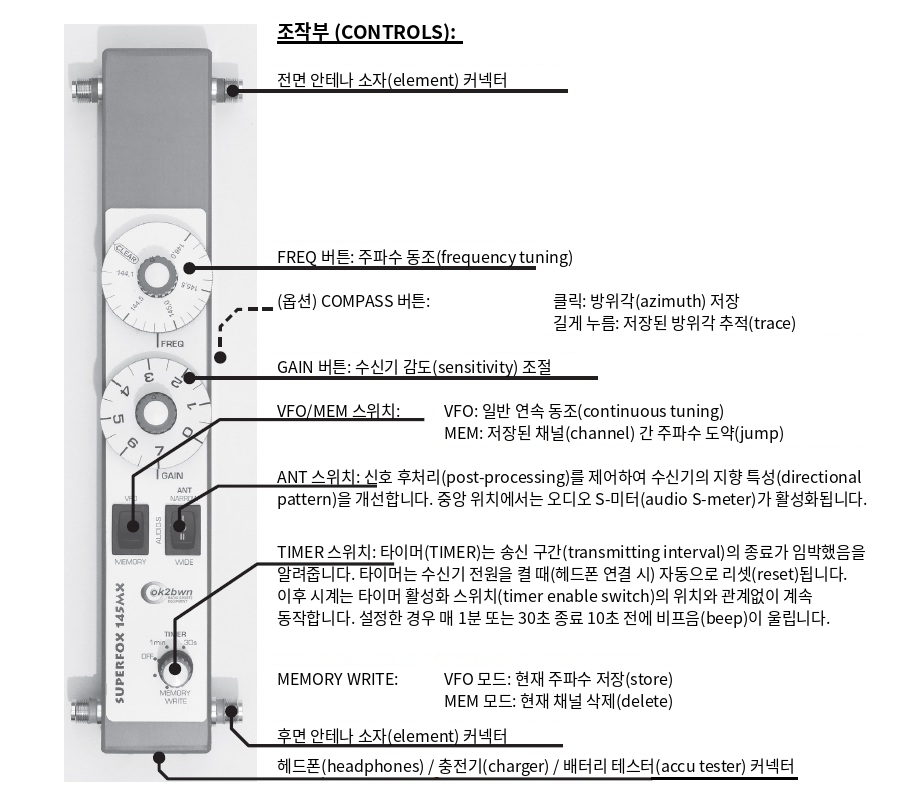 조작부 (CONTROLS):
전면 안테나 소자(element) 커넥터
FREQ 버튼: 주파수 동조(frequency tuning)
(옵션) COMPASS 버튼: 클릭: 방위각(azimuth) 저장
길게 누름: 저장된 방위각 추적(trace)
GAIN 버튼: 수신기 감도(sensitivity) 조절
VFO/MEM 스위치: VFO: 일반 연속 동조(continuous tuning)
MEM: 저장된 채널(channel) 간 주파수 도약(jump)
ANT 스위치: 신호 후처리(post-processing)를 제어하여 수신기의 지향 특성(directional
pattern)을 개선합니다. 중앙 위치에서는 오디오 S-미터(audio S-meter)가 활성화됩니다.
TIMER 스위치: 타이머(TIMER)는 송신 구간(transmitting interval)의 종료가 임박했음을
알려줍니다. 타이머는 수신기 전원을 켤 때(헤드폰 연결 시) 자동으로 리셋(reset)됩니다.
이후 시계는 타이머 활성화 스위치(timer enable switch)의 위치와 관계없이 계속
동작합니다. 설정한 경우 매 1분 또는 30초 종료 10초 전에 비프음(beep)이 울립니다.
MEMORY WRITE: VFO 모드: 현재 주파수 저장(store)
MEM 모드: 현재 채널 삭제(delete)
후면 안테나 소자(element) 커넥터
헤드폰(headphones) / 충전기(charger) / 배터리 테스터(accu tester) 커넥터
CLEAR
144.1
144.5
145.0
145.5
146.0
FREQ
0 1 2 3 4 5 6 7
GAIN
VFO
MEMORY
ANT
NARROW
WIDE
ok2bwn
SUPERFOX 145MX
TIMER
1min 30s
OFF
MEMORY
WRITE